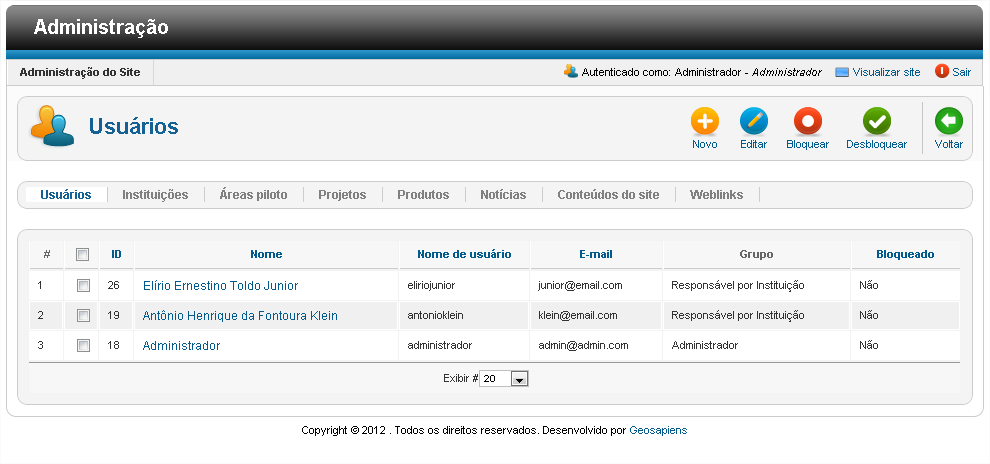 Administração
Administração do Site Autenticado como: Administrador - Administrador Visualizar site Sair
Usuários Novo Editar Bloquear Desbloquear Voltar
Usuários Instituições Áreas piloto Projetos Produtos Notícias Conteúdos do site Weblinks
# ID Nome Nome de usuário E-mail Grupo Bloqueado
1 26 Elírio Ernestino Toldo Junior eliriojunior junior@email.com Responsável por Instituição Não
2 19 Antônio Henrique da Fontoura Klein antonioklein klein@email.com Responsável por Instituição Não
3 18 Administrador administrador admin@admin.com Administrador Não
Exibir # 20
Copyright © 2012 . Todos os direitos reservados. Desenvolvido por Geosapiens